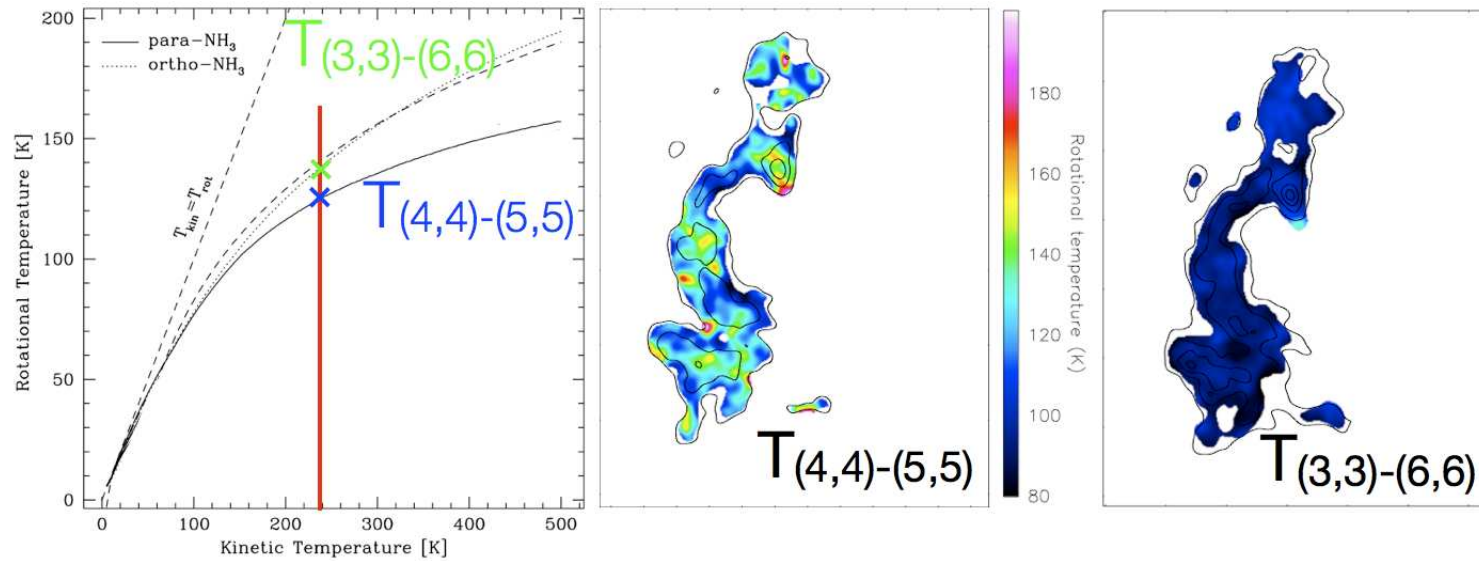 200
150
100
50
0
Rotational Temperature [K]
para-NH₃
ortho-NH₃
T_kin=T_rot
T(3,3)-(6,6)
T(4,4)-(5,5)
0 100 200 300 400 500
Kinetic Temperature [K]
T(4,4)-(5,5)
180
160
140
120
100
80
Rotational temperature (K)
T(3,3)-(6,6)